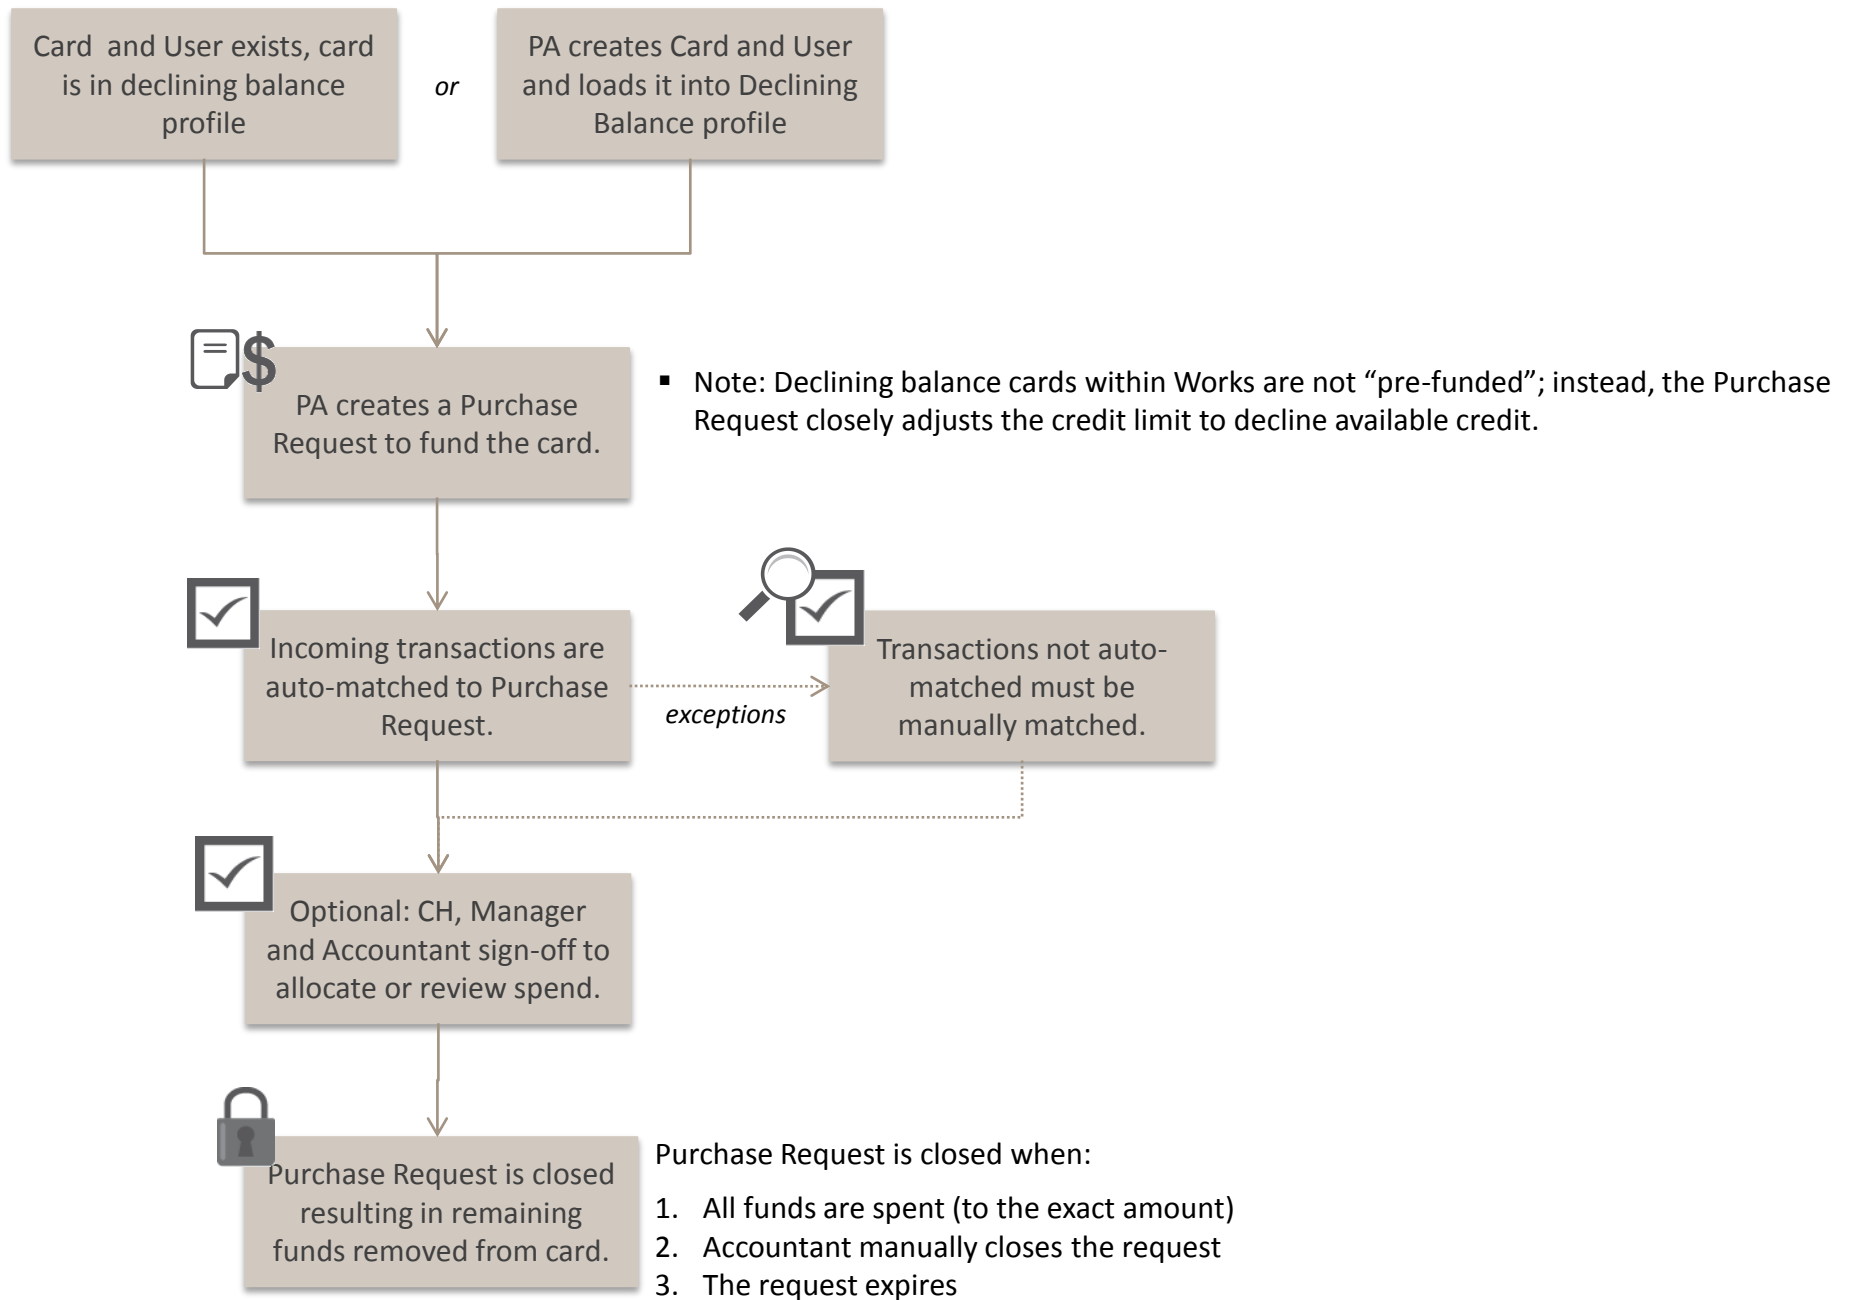 Card and User exists, card
is in declining balance
profile
or
PA creates Card and User
and loads it into Declining
Balance profile
$
PA creates a Purchase
Request to fund the card.
▪ Note: Declining balance cards within Works are not “pre-funded”; instead, the Purchase
Request closely adjusts the credit limit to decline available credit.
Incoming transactions are
auto-matched to Purchase
Request.
exceptions
Transactions not auto-
matched must be
manually matched.
Optional: CH, Manager
and Accountant sign-off to
allocate or review spend.
Purchase Request is closed
resulting in remaining
funds removed from card.
Purchase Request is closed when:
1. All funds are spent (to the exact amount)
2. Accountant manually closes the request
3. The request expires